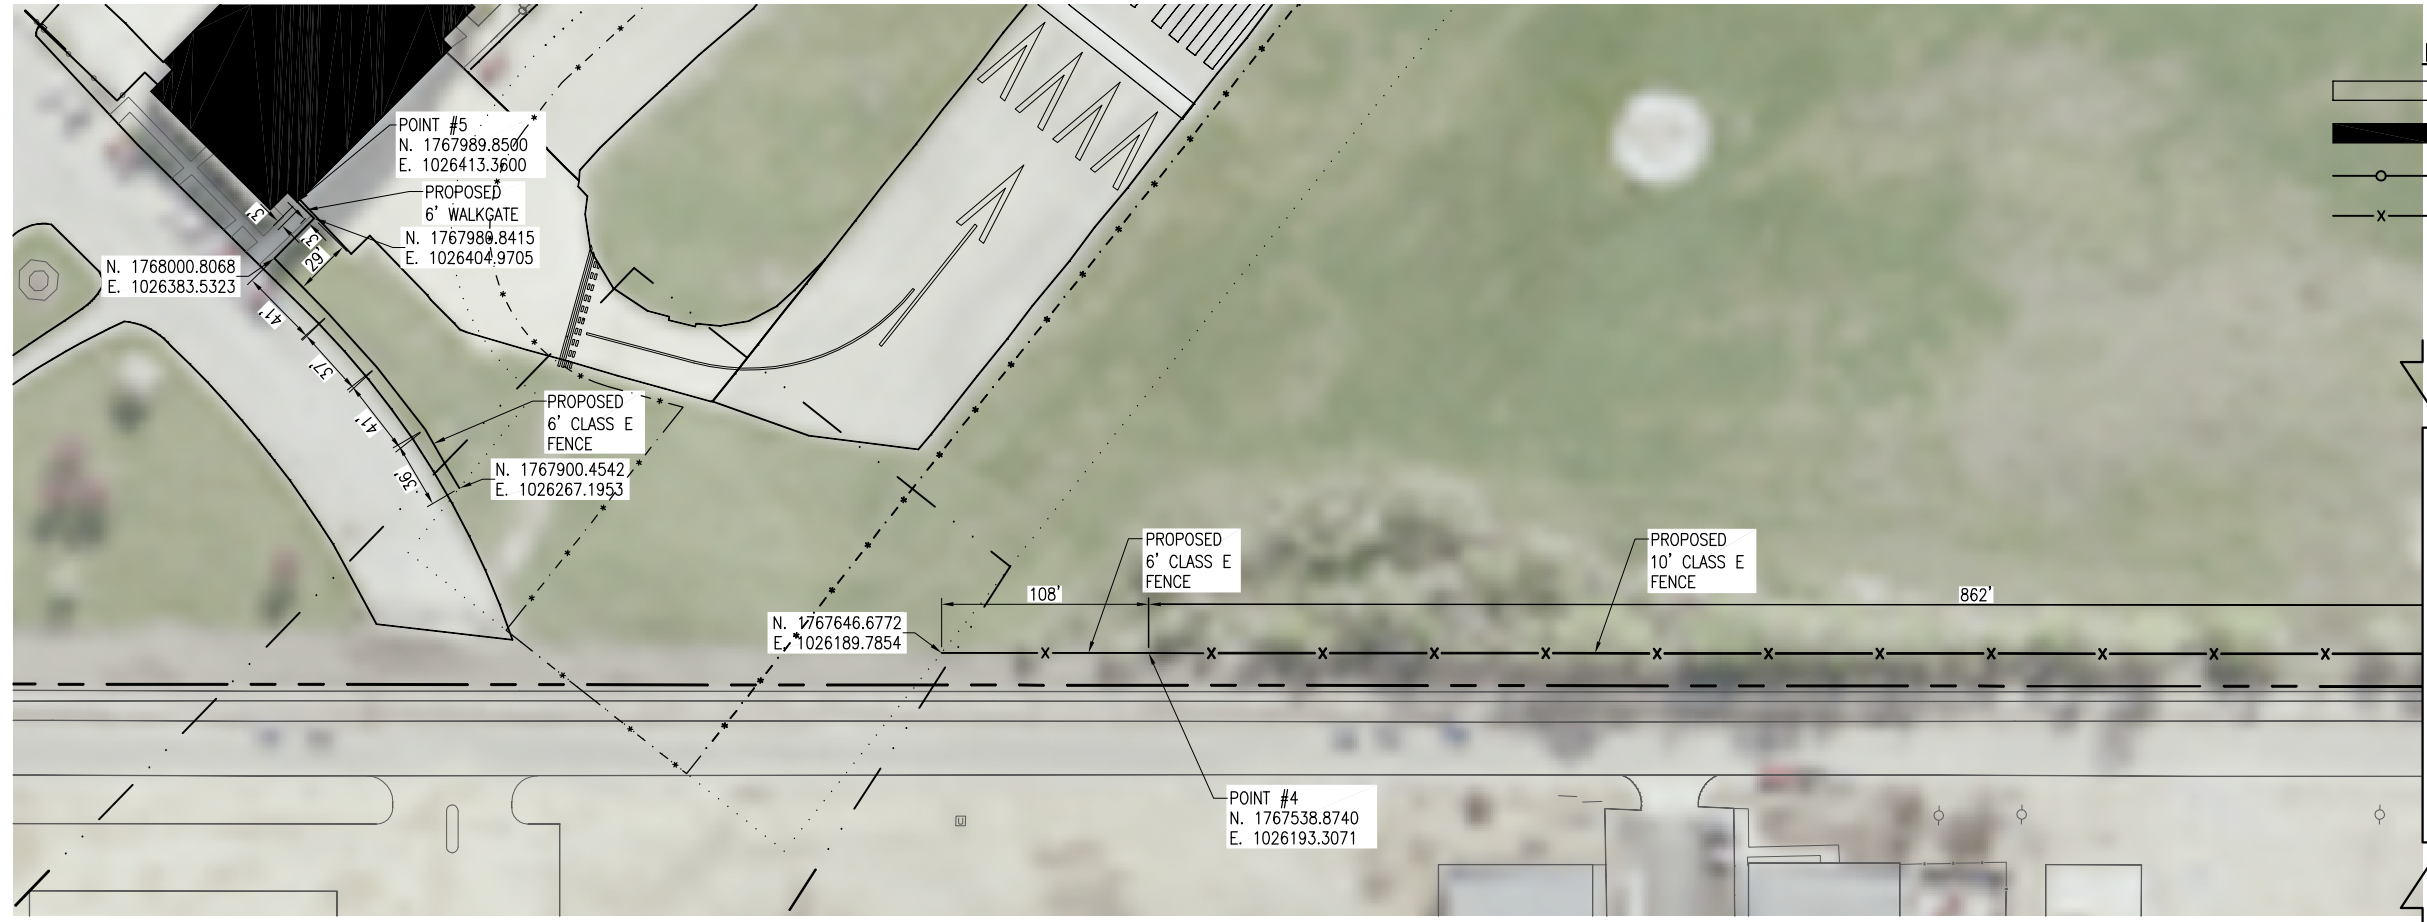 POINT #5
N. 1767989.8500
E. 1026413.3600
PROPOSED
6' WALKGATE
N. 1767980.8415
E. 1026404.9705
3'
3'
29'
N. 1768000.8068
E. 1026383.5323
41'
37'
41'
36'
PROPOSED
6' CLASS E
FENCE
N. 1767900.4542
E. 1026267.1953
PROPOSED
6' CLASS E
FENCE
PROPOSED
10' CLASS E
FENCE
108'
862'
N. 1767646.6772
E. 1026189.7854
POINT #4
N. 1767538.8740
E. 1026193.3071
U